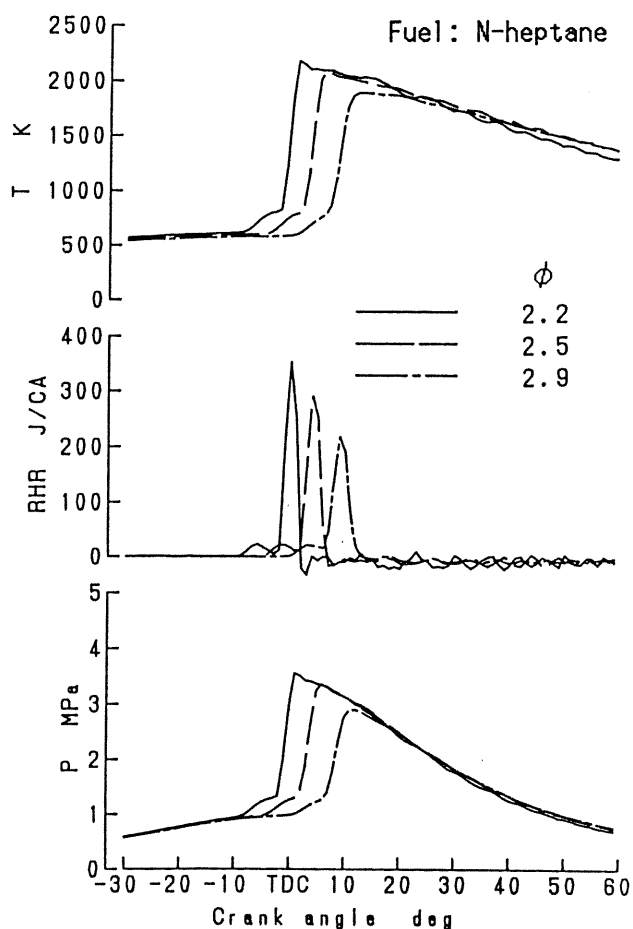 Fuel: N-heptane
2500
2000
1500
1000
500
0
T K
ϕ
2.2
2.5
2.9
400
300
200
100
0
RHR J/CA
5
4
3
2
1
0
P MPa
-30 -20 -10 TDC 10 20 30 40 50 60
Crank angle deg